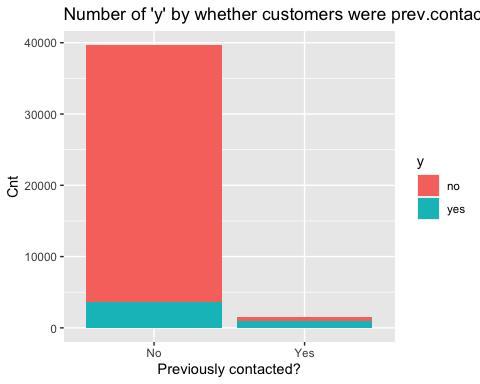 Number of 'y' by whether customers were prev.contac
40000
30000
20000
10000
0
Cnt
No
Yes
Previously contacted?
y
no
yes